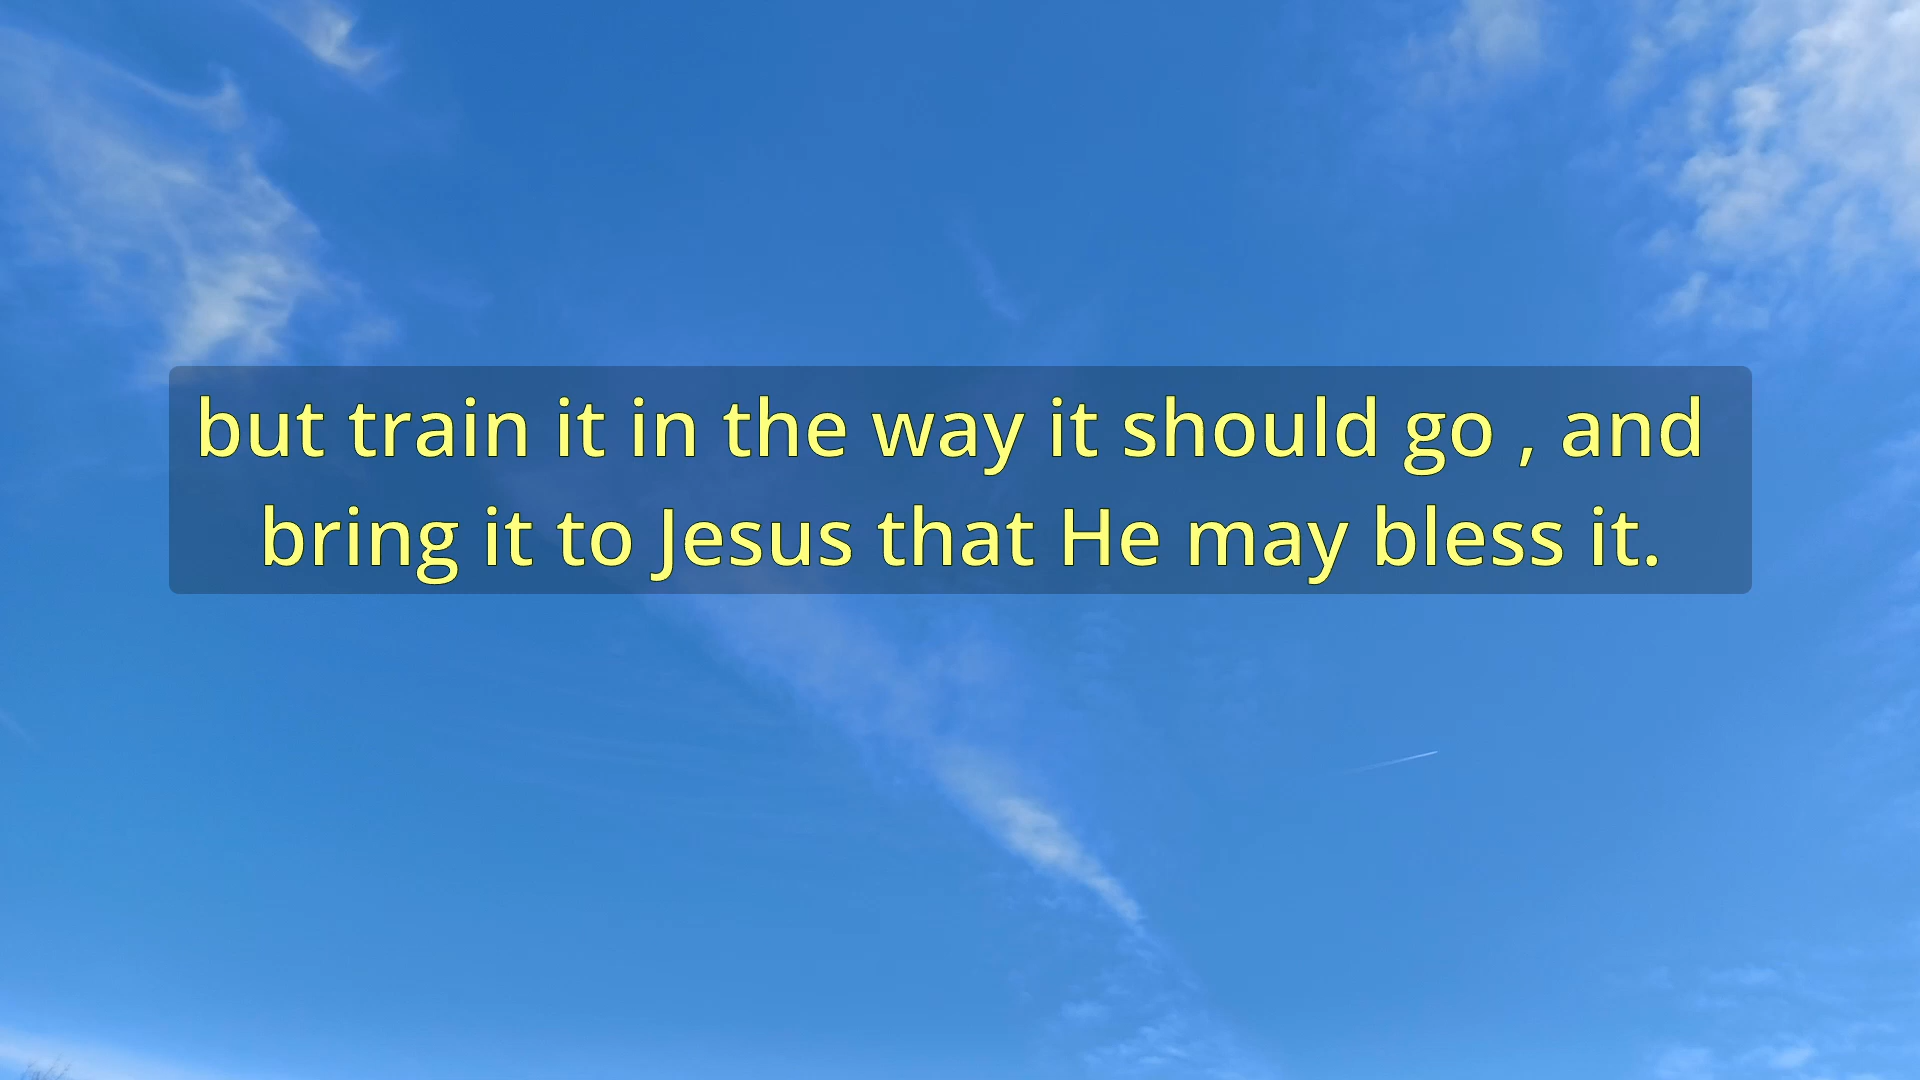 but train it in the way it should go , and
bring it to Jesus that He may bless it.